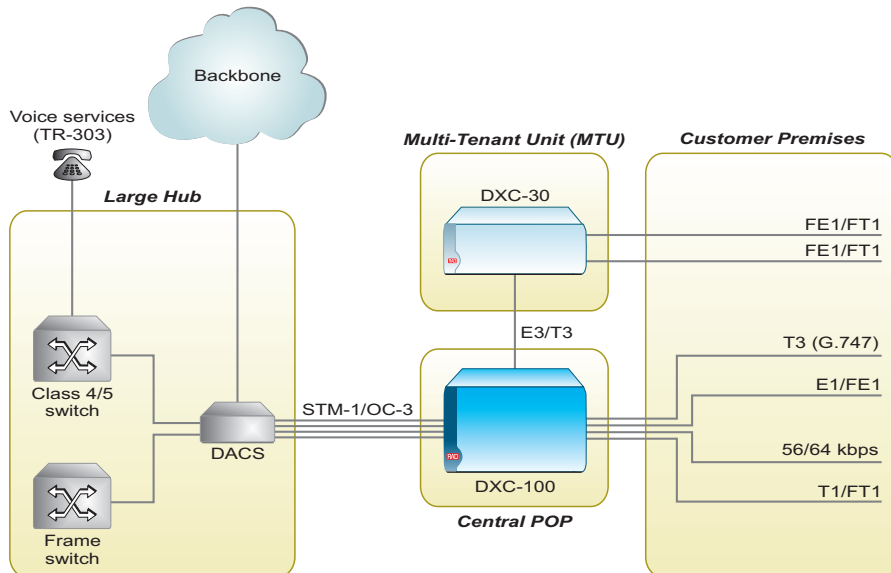 Backbone
Voice services
(TR-303)
Large Hub
Class 4/5
switch
Frame
switch
DACS
STM-1/OC-3
Multi-Tenant Unit (MTU)
DXC-30
RAD
E3/T3
RAD
DXC-100
Central POP
Customer Premises
FE1/FT1
FE1/FT1
T3 (G.747)
E1/FE1
56/64 kbps
T1/FT1